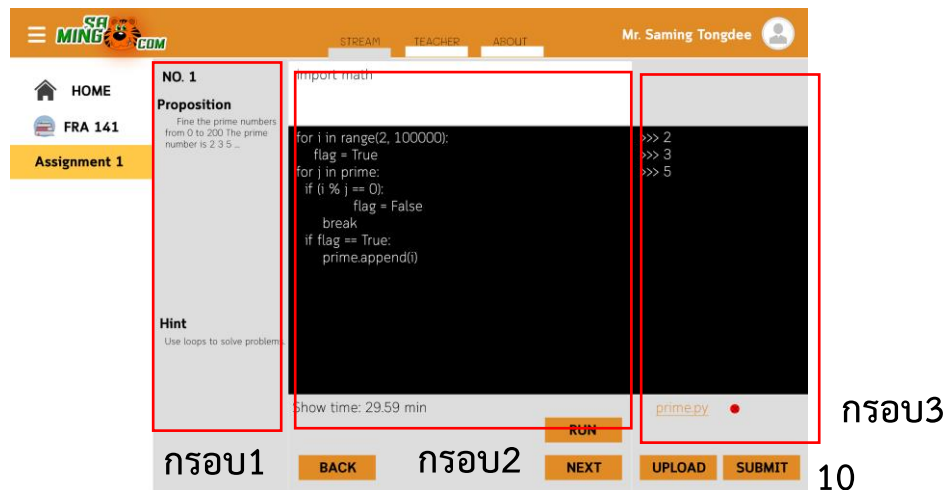 SA
MING
COM
STREAM
TEACHER
ABOUT
Mr. Saming Tongdee
HOME
FRA 141
Assignment 1
NO. 1
Proposition
Fine the prime numbers
from 0 to 200 The prime
number is 2 3 5 ...
Hint
Use loops to solve problems.
import math
for i in range(2, 100000):
flag = True
for j in prime:
if (i % j == 0):
flag = False
break
if flag == True:
prime.append(i)
>>> 2
>>> 3
>>> 5
Show time: 29.59 min
prime.py
RUN
BACK
NEXT
UPLOAD
SUBMIT
กรอบ1
กรอบ2
กรอบ3
10